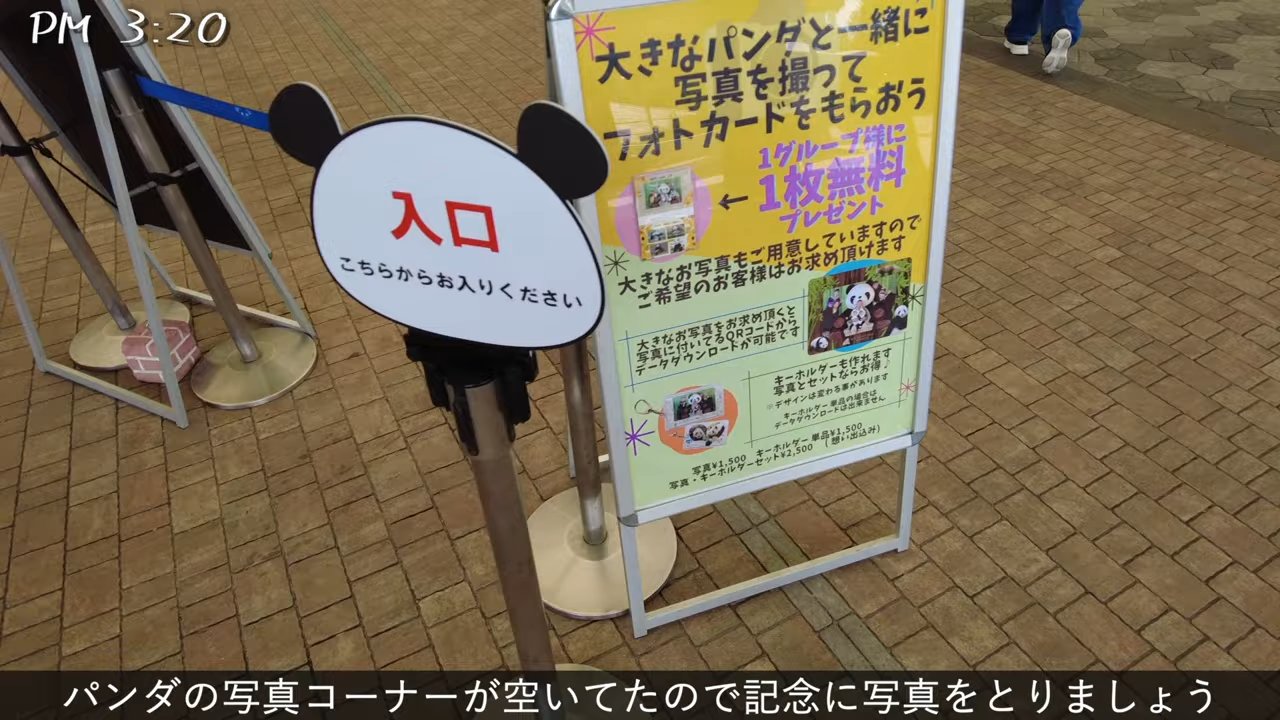 PM 3:20
入口
こちらからお入りください
大きなパンダと一緒に
写真を撮って
フォトカードをもらおう
1グループ様に
1枚無料
プレゼント
←
大きなお写真もご用意していますので
ご希望のお客様はお求め頂けます
大きなお写真をお求め頂くと
写真に付いてるQRコードから
データダウンロードが可能です
キーホルダーも作れます
写真とセットならお得♪
※デザインは変わる事があります
キーホルダー単品の場合は
データダウンロードは出来ません
写真¥1,500 キーホルダー単品¥1,500
写真・キーホルダーセット¥2,500 (想い出込み)
パンダの写真コーナーが空いてたので記念に写真をとりましょう